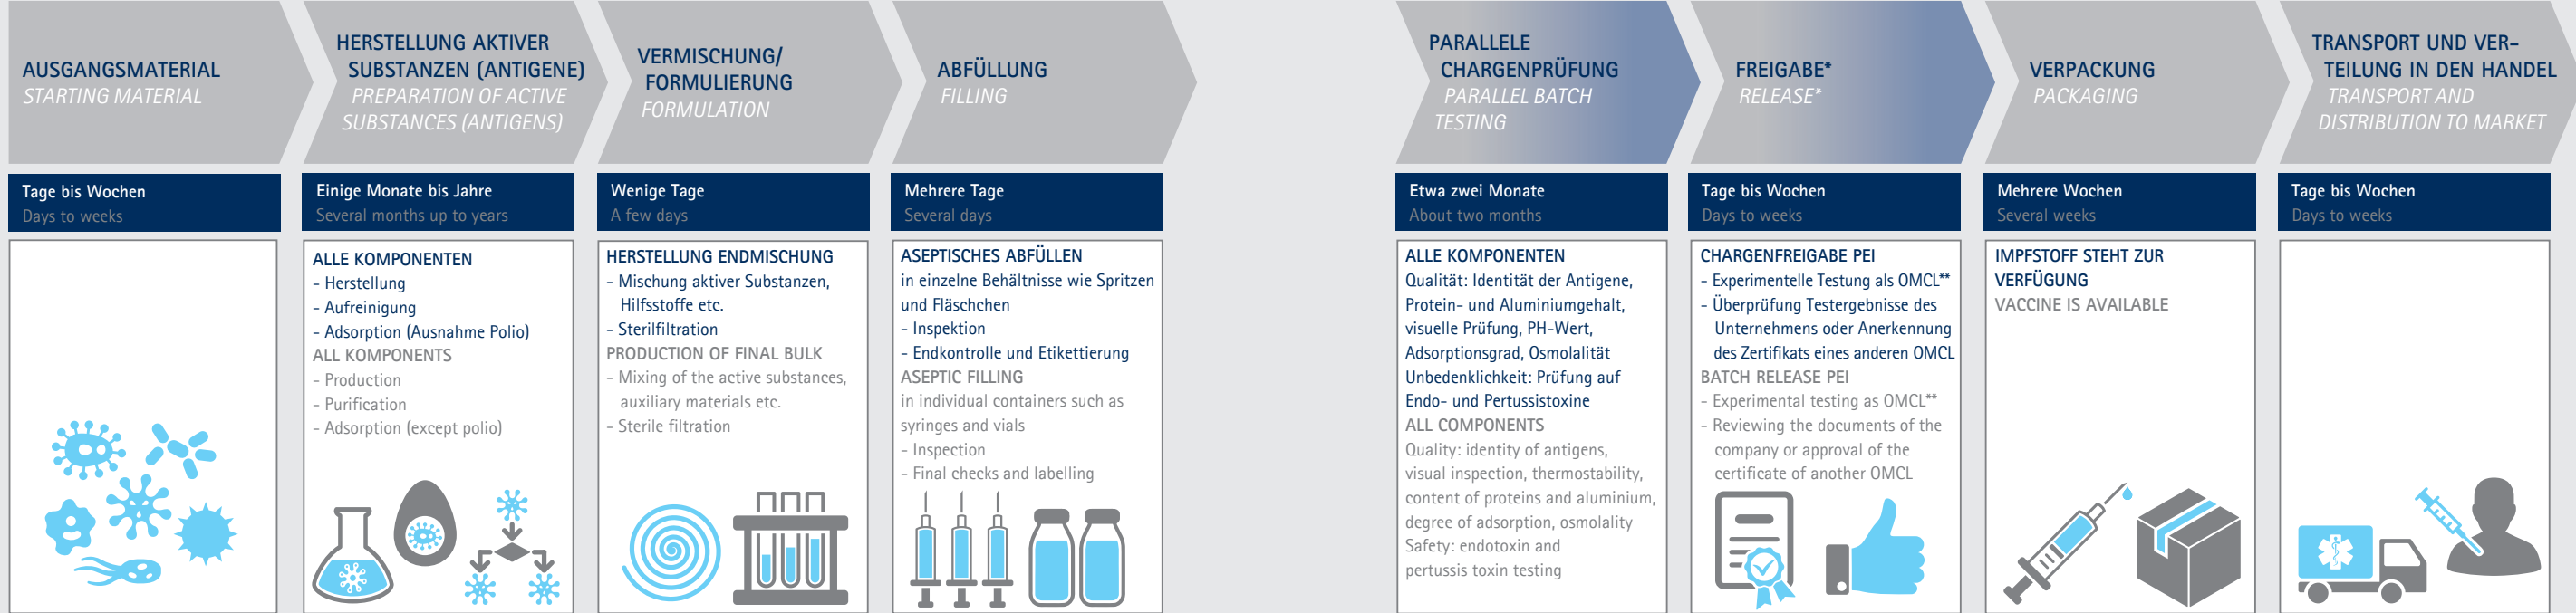 AUSGANGSMATERIAL
STARTING MATERIAL
Tage bis Wochen
Days to weeks
HERSTELLUNG AKTIVER
SUBSTANZEN (ANTIGENE)
PREPARATION OF ACTIVE
SUBSTANCES (ANTIGENS)
Einige Monate bis Jahre
Several months up to years
ALLE KOMPONENTEN
- Herstellung
- Aufreinigung
- Adsorption (Ausnahme Polio)
ALL KOMPONENTS
- Production
- Purification
- Adsorption (except polio)
VERMISCHUNG/
FORMULIERUNG
FORMULATION
Wenige Tage
A few days
HERSTELLUNG ENDMISCHUNG
- Mischung aktiver Substanzen,
Hilfsstoffe etc.
- Sterilfiltration
PRODUCTION OF FINAL BULK
- Mixing of the active substances,
auxiliary materials etc.
- Sterile filtration
ABFÜLLUNG
FILLING
Mehrere Tage
Several days
ASEPTISCHES ABFÜLLEN
in einzelne Behältnisse wie Spritzen
und Fläschchen
- Inspektion
- Endkontrolle und Etikettierung
ASEPTIC FILLING
in individual containers such as
syringes and vials
- Inspection
- Final checks and labelling
PARALLELE
CHARGENPRÜFUNG
PARALLEL BATCH
TESTING
Etwa zwei Monate
About two months
ALLE KOMPONENTEN
Qualität: Identität der Antigene,
Protein- und Aluminiumgehalt,
visuelle Prüfung, PH-Wert,
Adsorptionsgrad, Osmolalität
Unbedenklichkeit: Prüfung auf
Endo- und Pertussistoxine
ALL COMPONENTS
Quality: identity of antigens,
visual inspection, thermostability,
content of proteins and aluminium,
degree of adsorption, osmolality
Safety: endotoxin and
pertussis toxin testing
FREIGABE*
RELEASE*
Tage bis Wochen
Days to weeks
CHARGENFREIGABE PEI
- Experimentelle Testung als OMCL**
- Überprüfung Testergebnisse des
Unternehmens oder Anerkennung
des Zertifikats eines anderen OMCL
BATCH RELEASE PEI
- Experimental testing as OMCL**
- Reviewing the documents of the
company or approval of the
certificate of another OMCL
VERPACKUNG
PACKAGING
Mehrere Wochen
Several weeks
IMPFSTOFF STEHT ZUR
VERFÜGUNG
VACCINE IS AVAILABLE
TRANSPORT UND VER-
TEILUNG IN DEN HANDEL
TRANSPORT AND
DISTRIBUTION TO MARKET
Tage bis Wochen
Days to weeks